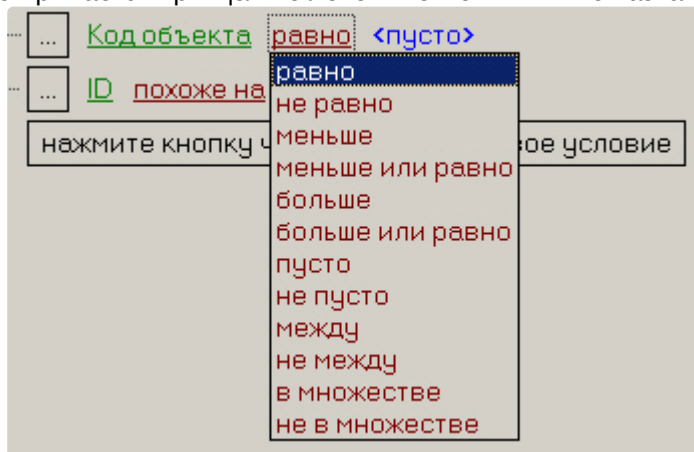 ... Код объекта равно <пусто>
равно
... ID похоже на
не равно
нажмите кнопку ое условие
меньше
меньше или равно
больше
больше или равно
пусто
не пусто
между
не между
в множестве
не в множестве